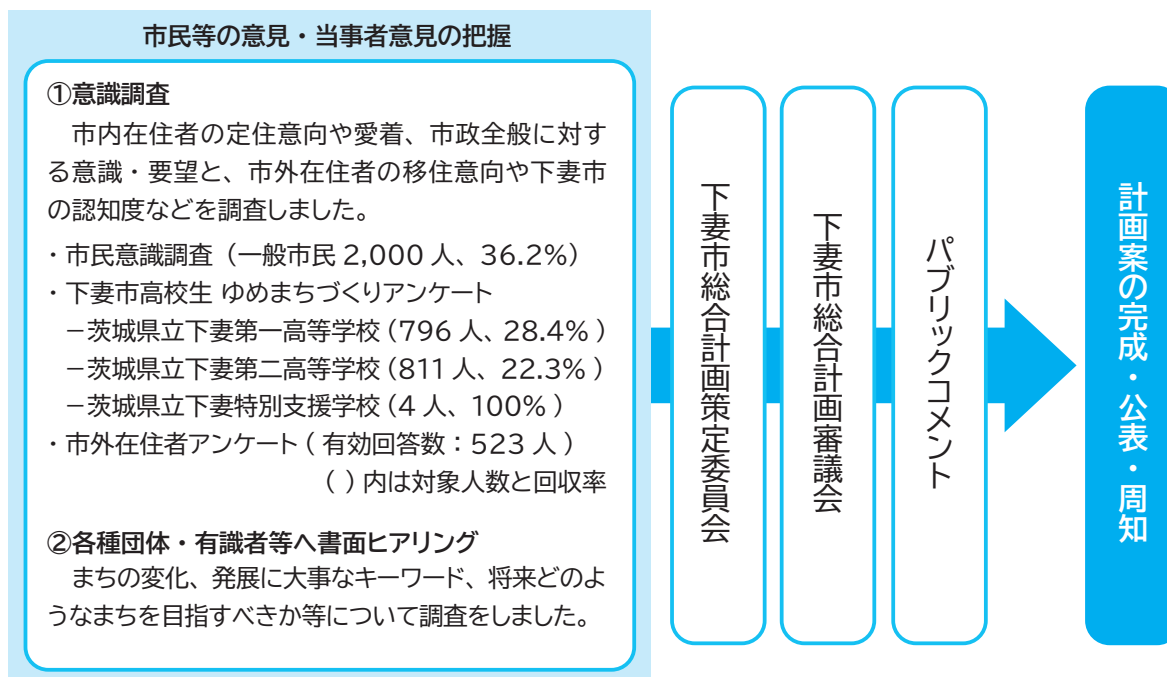 市民等の意見・当事者意見の把握
①意識調査
市内在住者の定住意向や愛着、市政全般に対す
る意識・要望と、市外在住者の移住意向や下妻市
の認知度などを調査しました。
・市民意識調査（一般市民 2,000 人、36.2%）
・下妻市高校生 ゆめまちづくりアンケート
－茨城県立下妻第一高等学校 (796 人、28.4% )
－茨城県立下妻第二高等学校 (811 人、22.3% )
－茨城県立下妻特別支援学校 (4 人、100% )
・市外在住者アンケート ( 有効回答数：523 人 )
( ) 内は対象人数と回収率
②各種団体・有識者等へ書面ヒアリング
まちの変化、発展に大事なキーワード、将来どのよ
うなまちを目指すべきか等について調査をしました。
下妻市総合計画策定委員会
下妻市総合計画審議会
パブリックコメント
計画案の完成・公表・周知